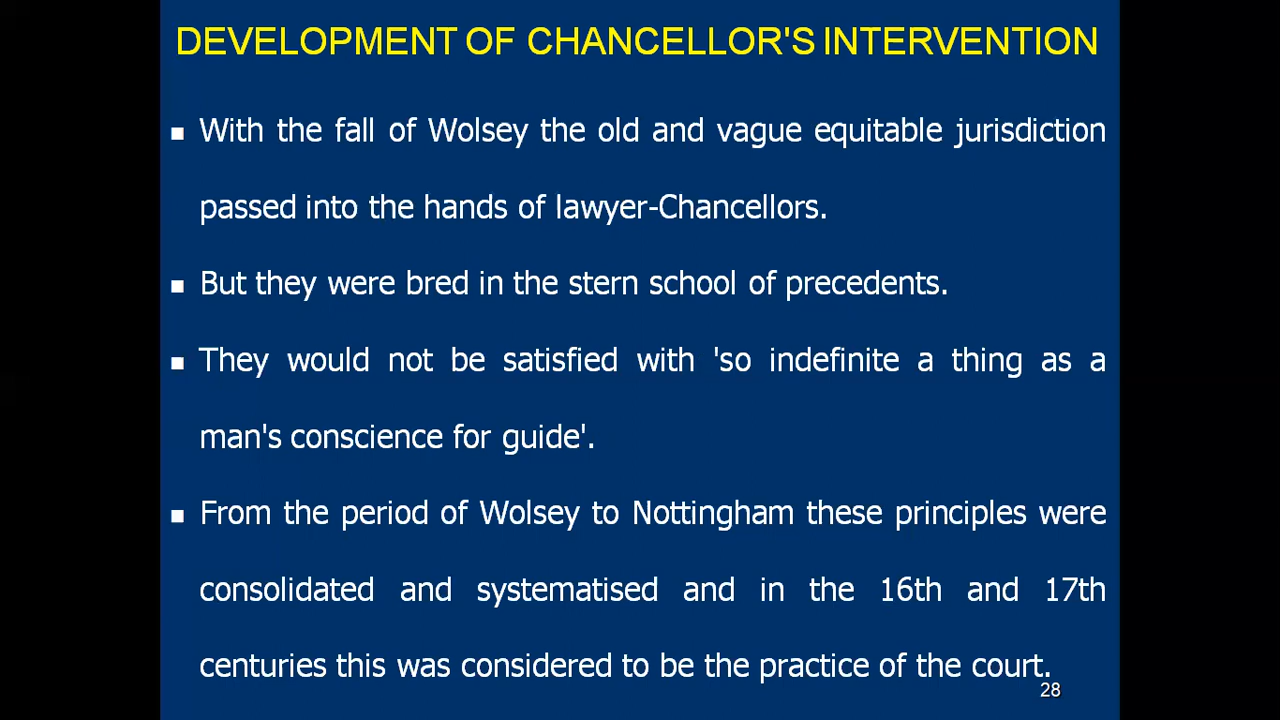 DEVELOPMENT OF CHANCELLOR'S INTERVENTION
▪ With the fall of Wolsey the old and vague equitable jurisdiction
passed into the hands of lawyer-Chancellors.
▪ But they were bred in the stern school of precedents.
▪ They would not be satisfied with 'so indefinite a thing as a
man's conscience for guide'.
▪ From the period of Wolsey to Nottingham these principles were
consolidated and systematised and in the 16th and 17th
centuries this was considered to be the practice of the court.
28